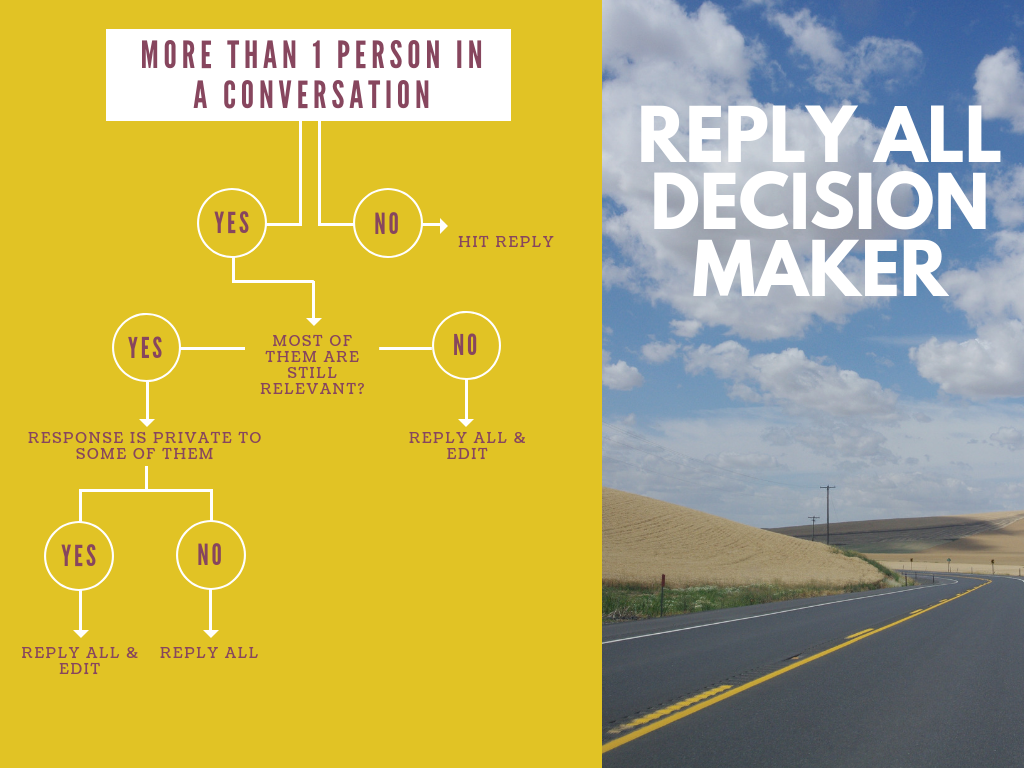 MORE THAN 1 PERSON IN
A CONVERSATION
YES
NO
HIT REPLY
YES
MOST OF
THEM ARE
STILL
RELEVANT?
NO
RESPONSE IS PRIVATE TO
SOME OF THEM
REPLY ALL &
EDIT
YES
NO
REPLY ALL &
EDIT
REPLY ALL
REPLY ALL
DECISION
MAKER